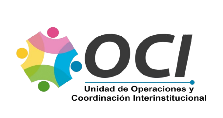 OCI
Unidad de Operaciones y
Coordinación Interinstitucional